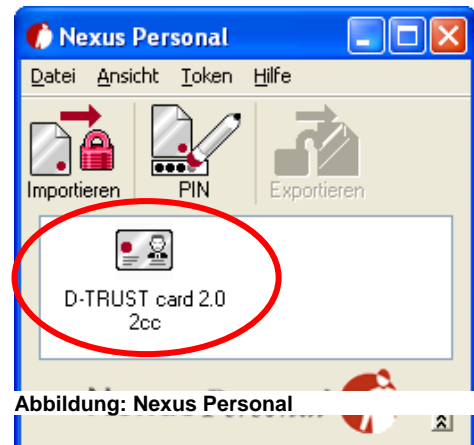 Nexus Personal
Datei Ansicht Token Hilfe
Importieren PIN Exportieren
D-TRUST card 2.0
2cc
Abbildung: Nexus Personal